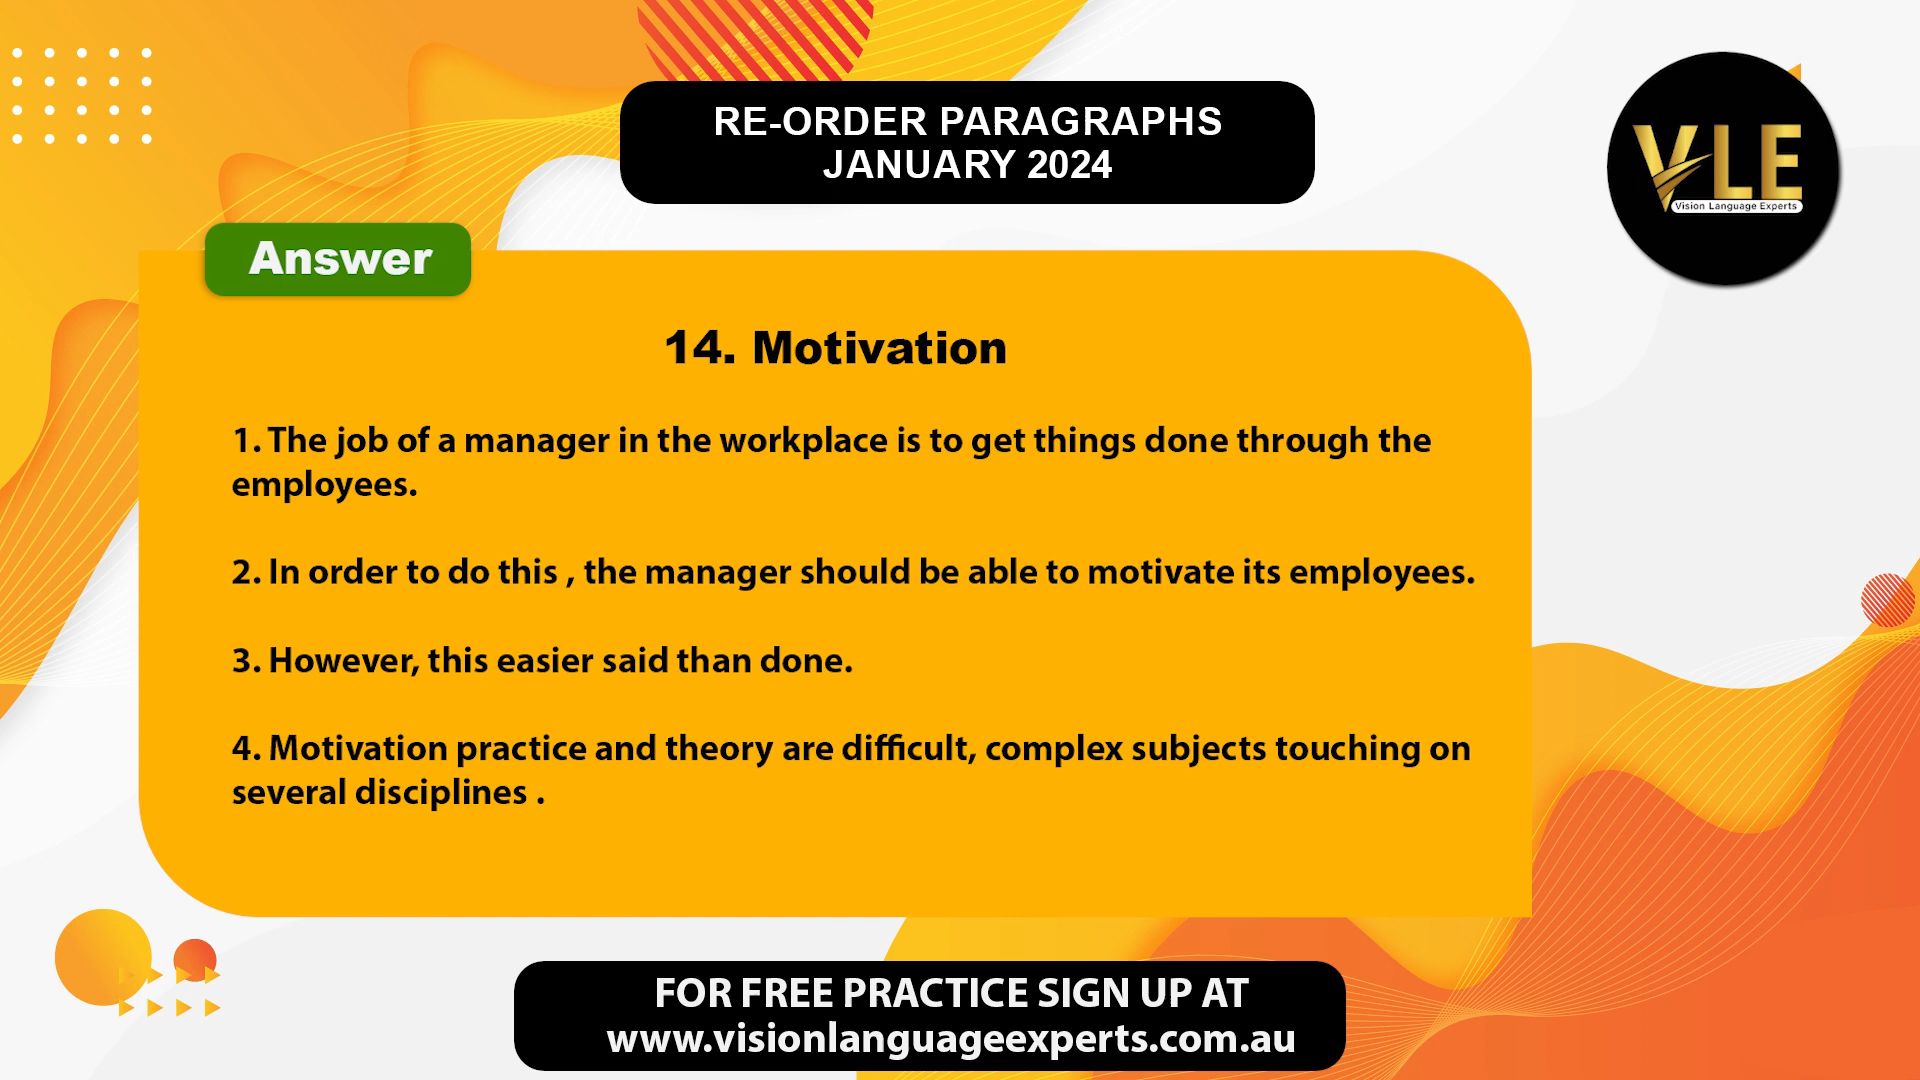 RE-ORDER PARAGRAPHS
JANUARY 2024
VLE
Vision Language Experts
Answer
14. Motivation
1. The job of a manager in the workplace is to get things done through the
employees.
2. In order to do this , the manager should be able to motivate its employees.
3. However, this easier said than done.
4. Motivation practice and theory are difficult, complex subjects touching on
several disciplines .
FOR FREE PRACTICE SIGN UP AT
www.visionlanguageexperts.com.au